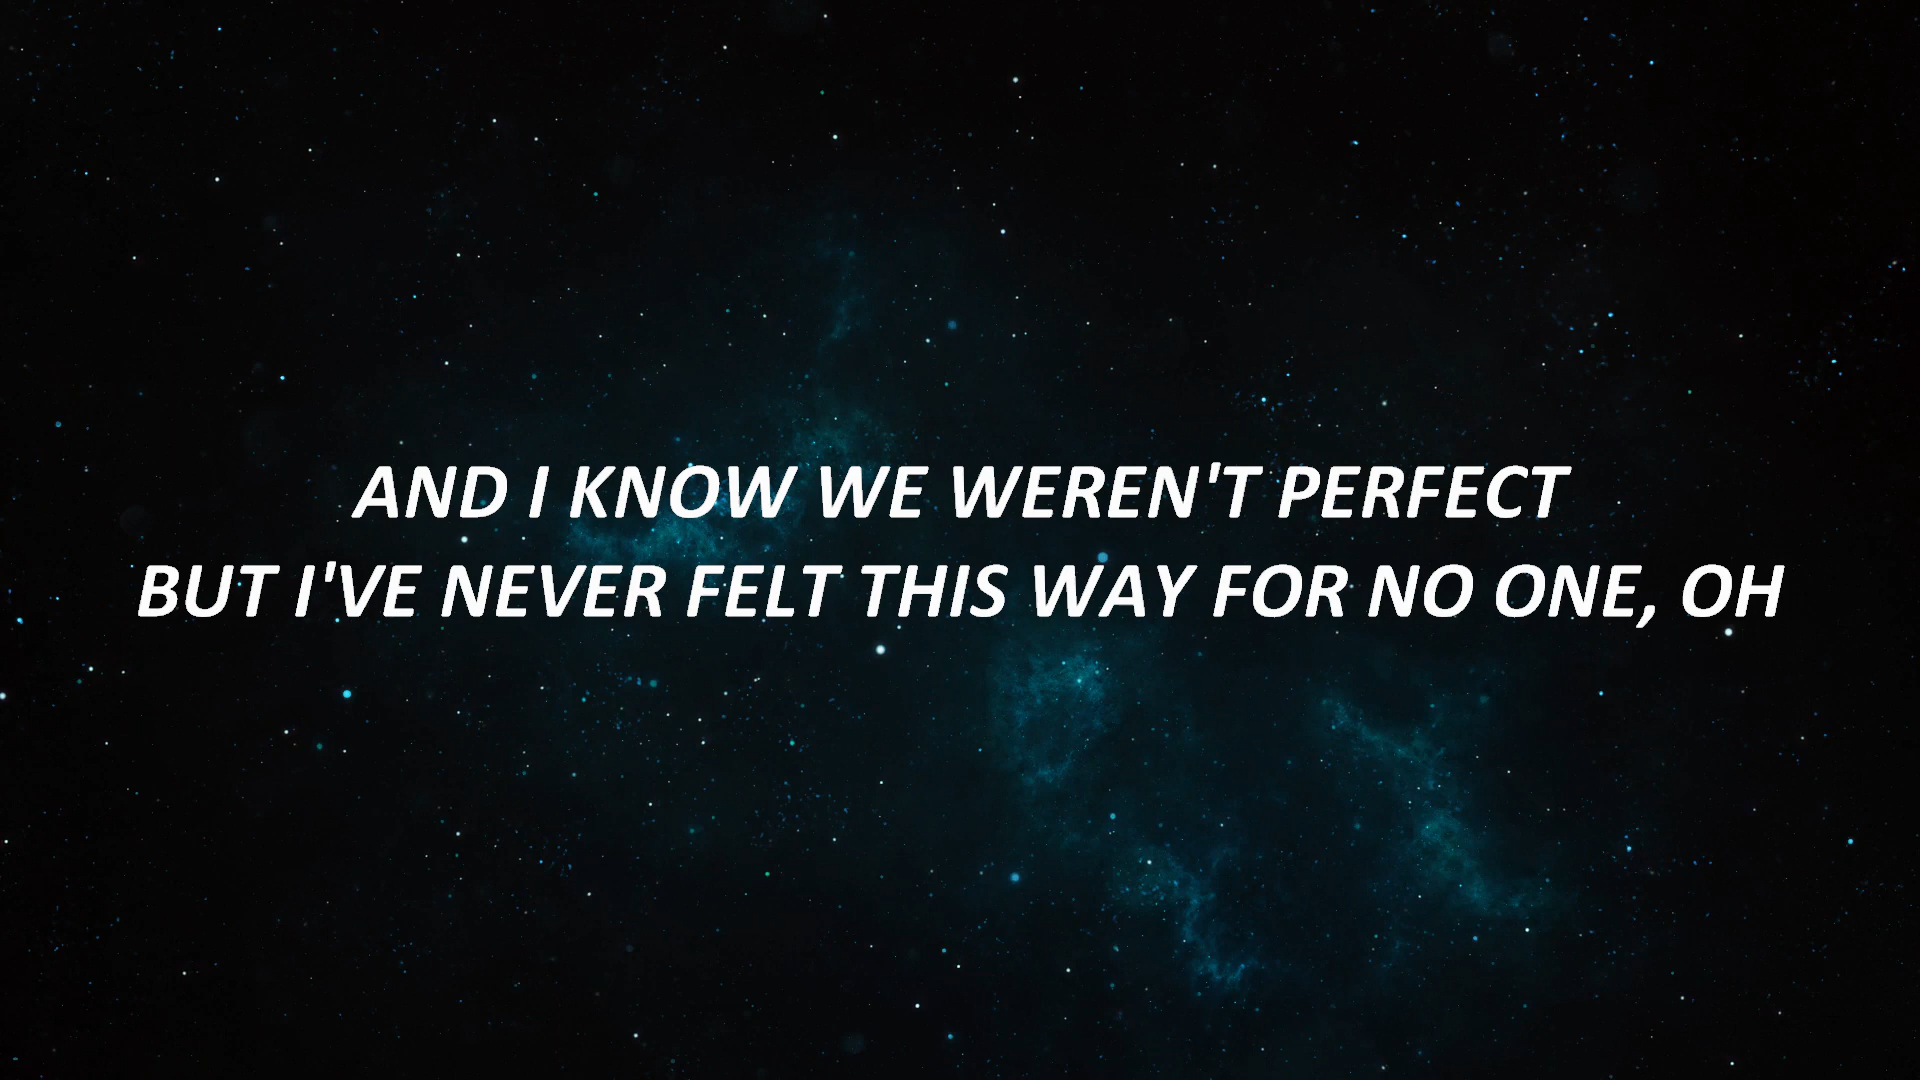 AND I KNOW WE WEREN'T PERFECT
BUT I'VE NEVER FELT THIS WAY FOR NO ONE, OH